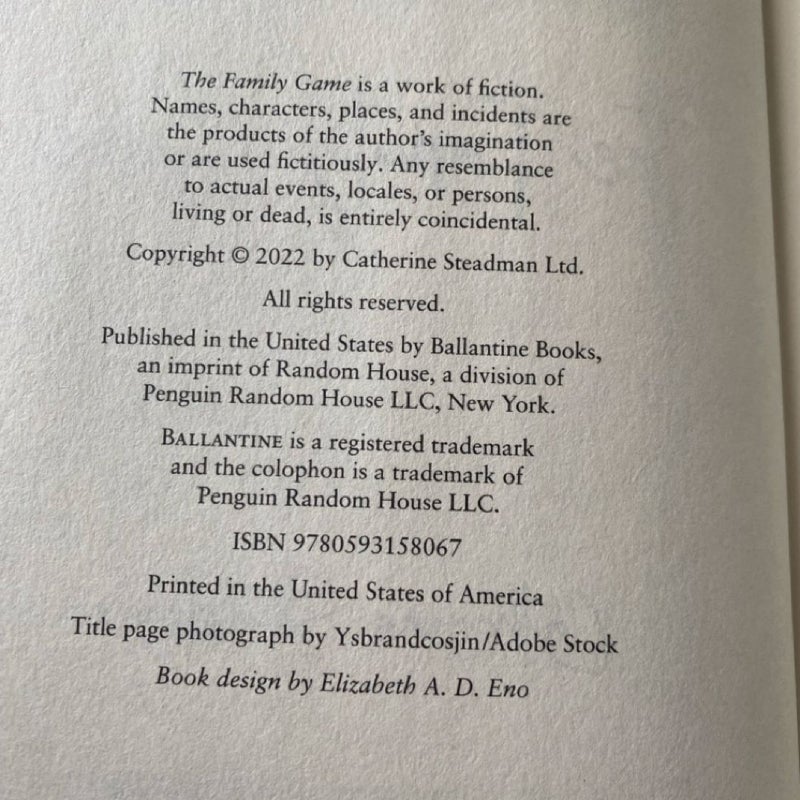 The Family Game is a work of fiction.
Names, characters, places, and incidents are
the products of the author's imagination
or are used fictitiously. Any resemblance
to actual events, locales, or persons,
living or dead, is entirely coincidental.
Copyright © 2022 by Catherine Steadman Ltd.
All rights reserved.
Published in the United States by Ballantine Books,
an imprint of Random House, a division of
Penguin Random House LLC, New York.
BALLANTINE is a registered trademark
and the colophon is a trademark of
Penguin Random House LLC.
ISBN 9780593158067
Printed in the United States of America
Title page photograph by Ysbrandcosjin/Adobe Stock
Book design by Elizabeth A. D. Eno